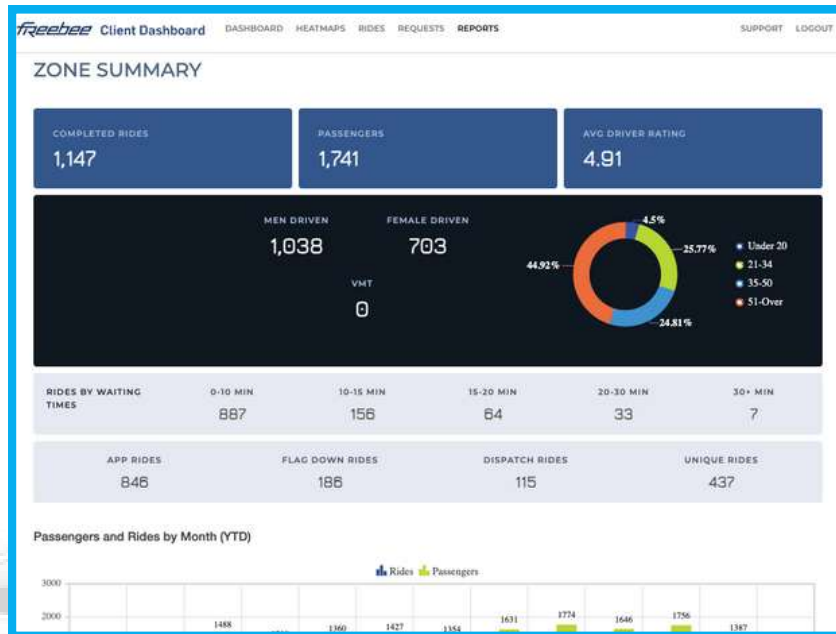 freebee Client Dashboard DASHBOARD HEATMAPS RIDES REQUESTS REPORTS SUPPORT LOGOUT
ZONE SUMMARY
COMPLETED RIDES PASSENGERS AVG DRIVER RATING
1,147 1,741 4.91
MEN DRIVEN FEMALE DRIVEN
1,038 703
VMT
0
4.5%
25.77%
44.92%
24.81%
Under 20
21-34
35-50
51-Over
RIDES BY WAITING TIMES 0-10 MIN 10-15 MIN 15-20 MIN 20-30 MIN 30+ MIN
887 156 64 33 7
APP RIDES FLAG DOWN RIDES DISPATCH RIDES UNIQUE RIDES
846 186 115 437
Passengers and Rides by Month (YTD)
Rides Passengers
3000
2000
1488 1360 1427 1354 1631 1774 1646 1756 1387